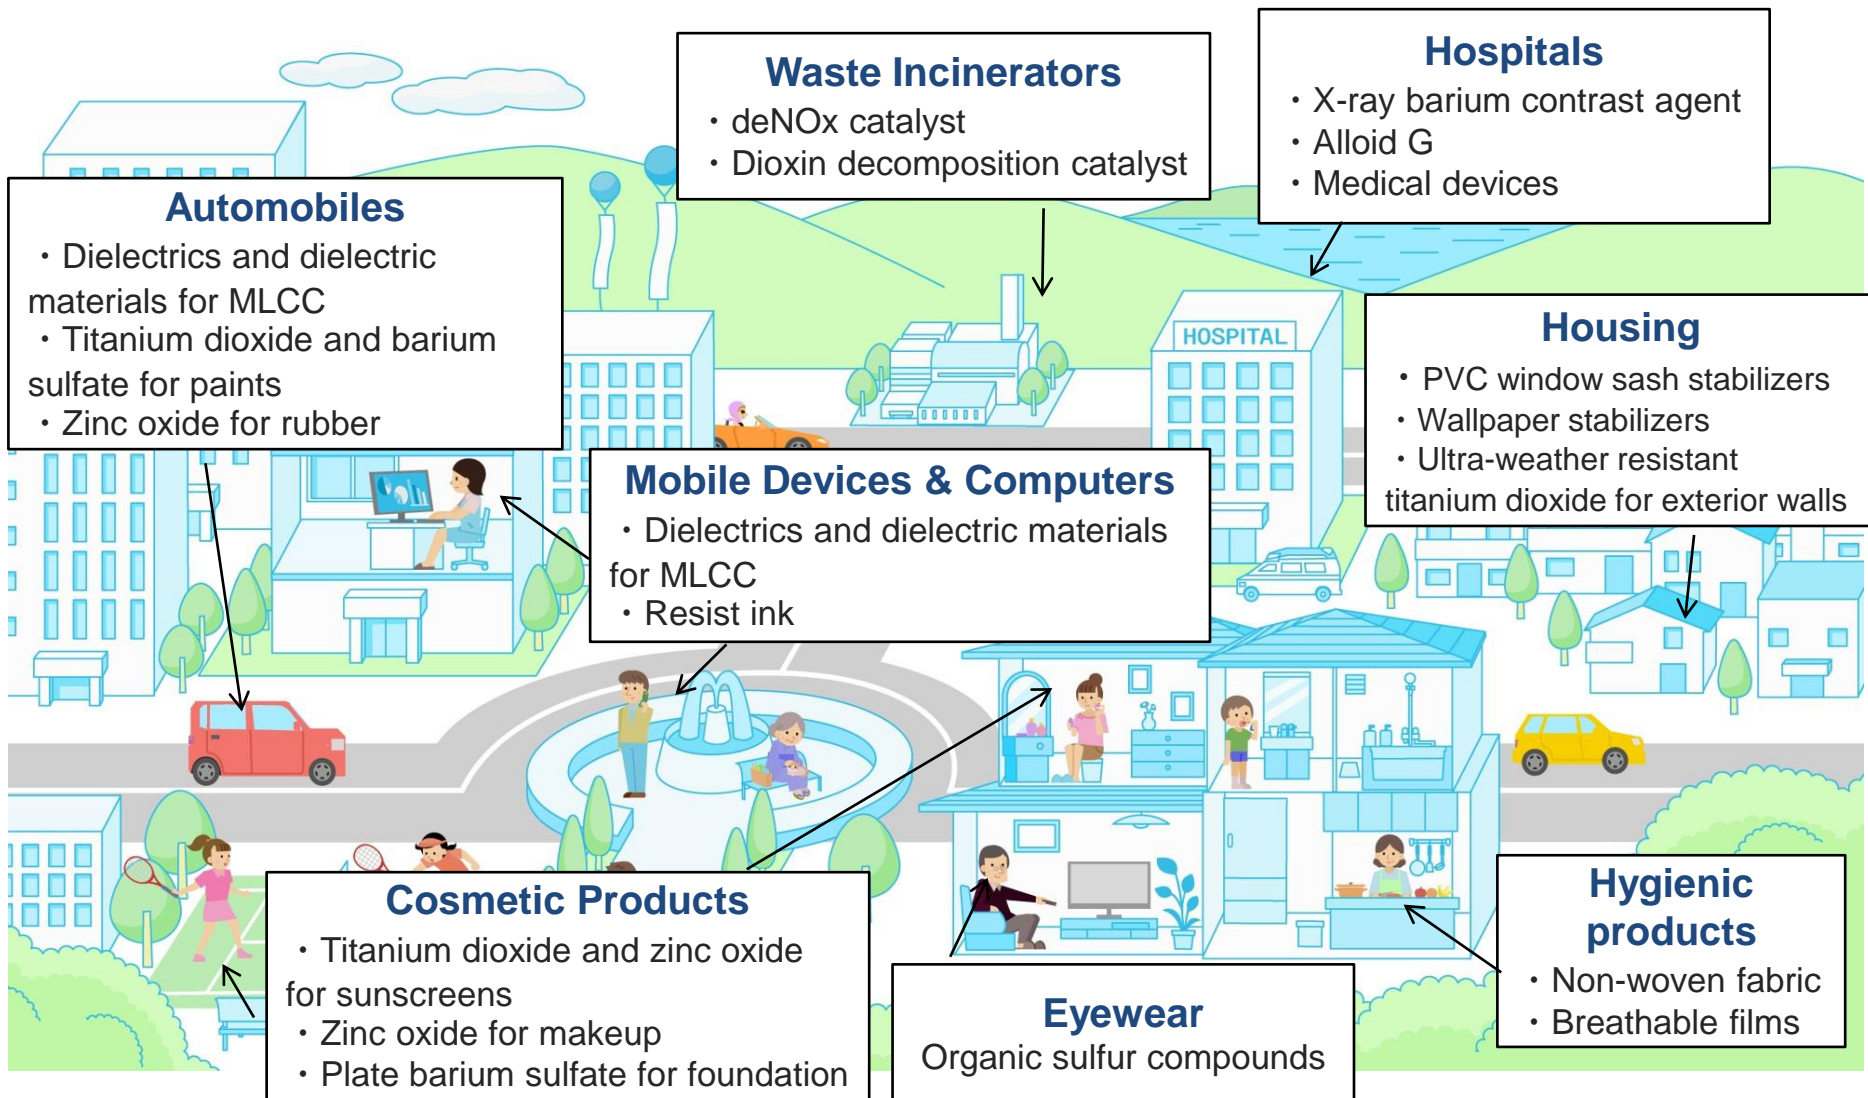 Waste Incinerators
・deNOx catalyst
・Dioxin decomposition catalyst
Hospitals
・X-ray barium contrast agent
・Alloid G
・Medical devices
Automobiles
・Dielectrics and dielectric
materials for MLCC
・Titanium dioxide and barium
sulfate for paints
・Zinc oxide for rubber
HOSPITAL
Housing
・PVC window sash stabilizers
・Wallpaper stabilizers
・Ultra-weather resistant
titanium dioxide for exterior walls
Mobile Devices & Computers
・Dielectrics and dielectric materials
for MLCC
・Resist ink
Cosmetic Products
・Titanium dioxide and zinc oxide
for sunscreens
・Zinc oxide for makeup
・Plate barium sulfate for foundation
Eyewear
Organic sulfur compounds
Hygienic
products
・Non-woven fabric
・Breathable films